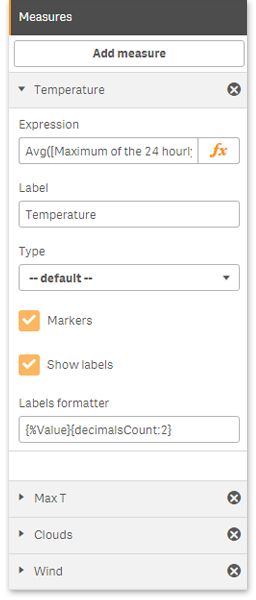 Measures
Add measure
Temperature
Expression
Avg([Maximum of the 24 hourly
fx
Label
Temperature
Type
-- default --
Markers
Show labels
Labels formatter
{%Value}{decimalsCount:2}
Max T
Clouds
Wind